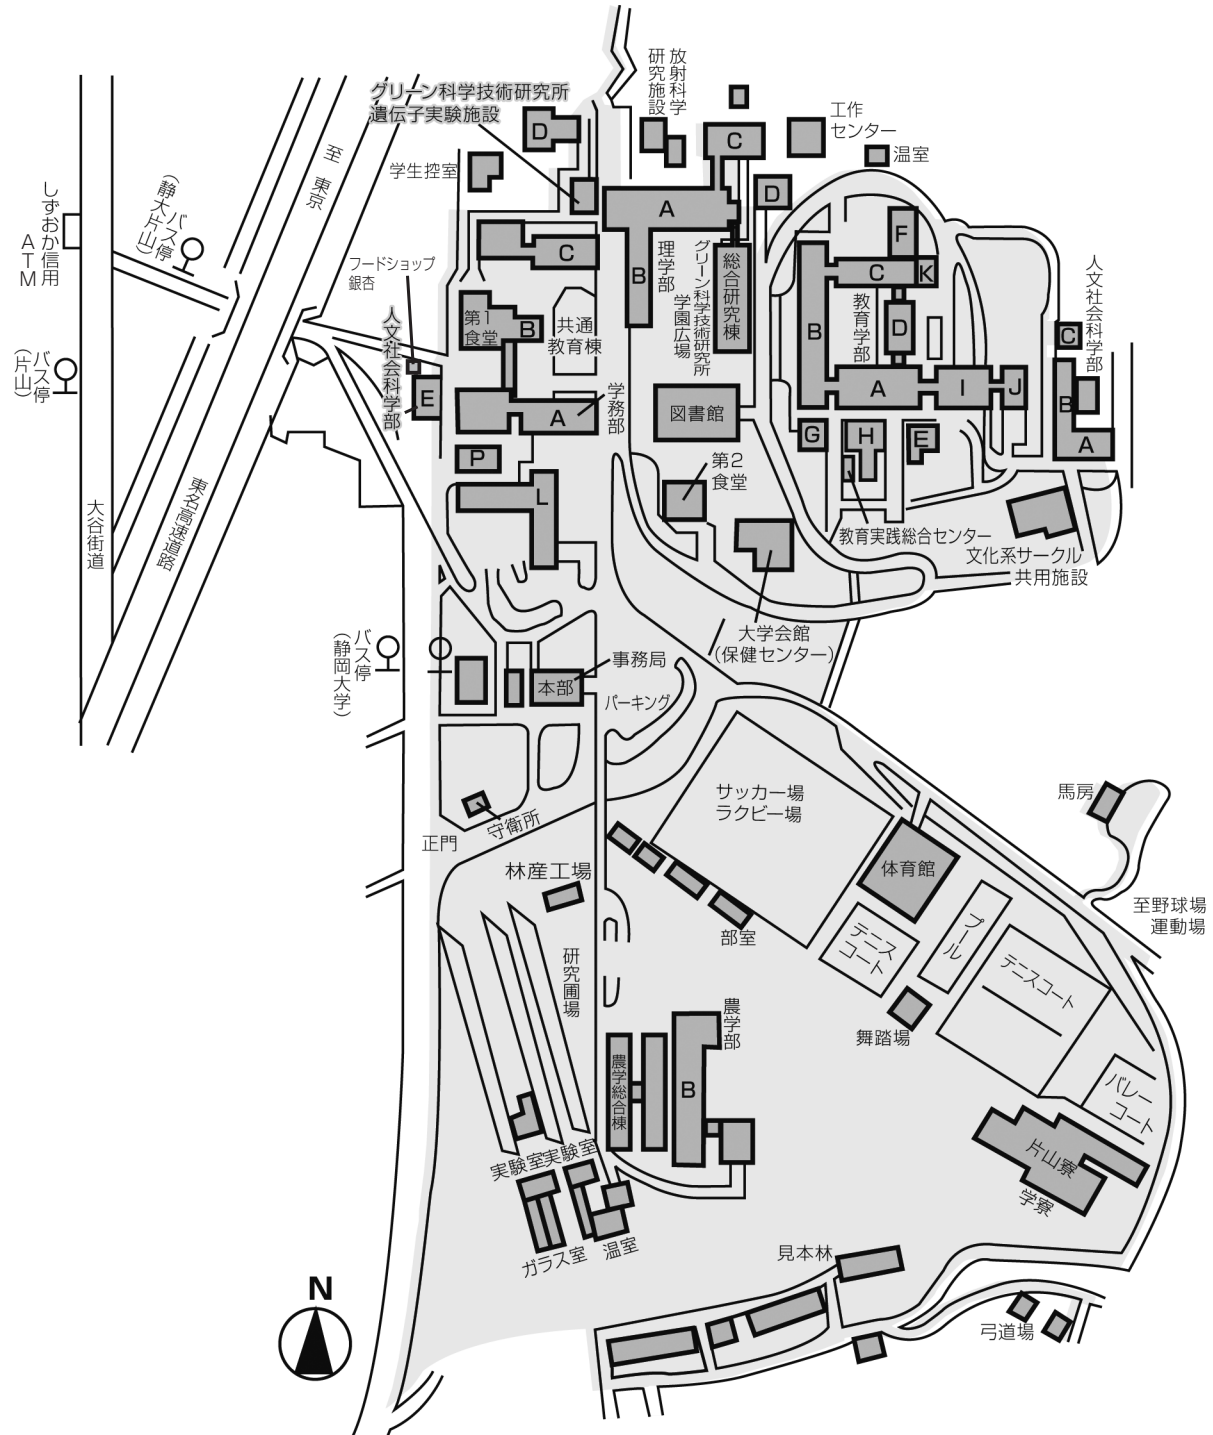 放射科学
研究施設
グリーン科学技術研究所
遺伝子実験施設
D
C
工作
センター
温室
学生控室
至 東京
バス停
(静大片山)
しずおか信用
ATM
A
D
F
C
フードショップ
銀杏
B
理学部
グリーン科学技術研究所
学園広場
総合研究棟
C
K
人文社会科学部
第1
食堂
B
共通
教育棟
B
教育学部
D
C
バス停
(片山)
人文社会科学部
E
A
学務部
図書館
A
I
J
B
A
G
H
E
P
L
第2
食堂
大谷街道
東名高速道路
教育実践総合センター
文化系サークル
共用施設
大学会館
(保健センター)
バス停
(静岡大学)
事務局
本部
パーキング
サッカー場
ラクビー場
馬房
守衛所
正門
林産工場
体育館
至野球場
運動場
部室
テニス
コート
プール
テニスコート
研究圃場
農学部
舞踏場
農学総合棟
B
バレー
コート
実験室
実験室
片山寮
学寮
ガラス室
温室
見本林
N
弓道場